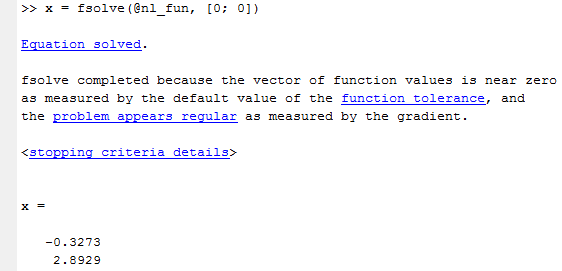 >> x = fsolve(@nl_fun, [0; 0])
Equation solved.
fsolve completed because the vector of function values is near zero
as measured by the default value of the function tolerance, and
the problem appears regular as measured by the gradient.
<stopping criteria details>
x =
-0.3273
2.8929